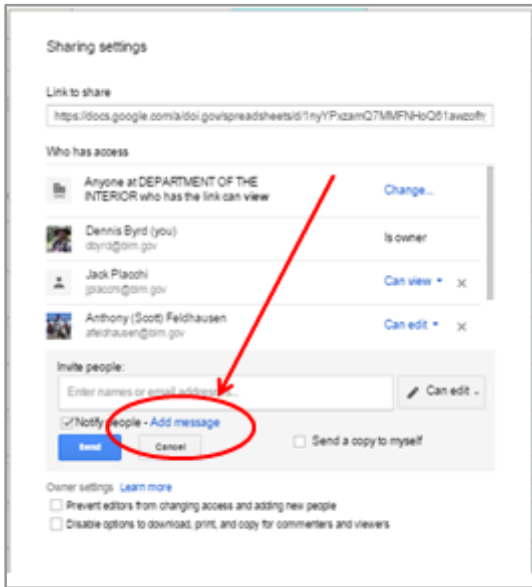 Sharing settings
Link to share
https://docs.google.com/a/doi.gov/spreadsheets/d/
Who has access
Anyone at DEPARTMENT OF THE
INTERIOR who has the link can view
Change...
Dennis Byrd (you)
Is owner
dbyrd@blm.gov
Jack Placchi
Can view
jplacchi@blm.gov
Anthony (Scott) Feldhausen
Can edit
afeldhausen@blm.gov
Invite people:
Enter names or email addresses...
Can edit
Notify people - Add message
Send
Cancel
Send a copy to myself
Owner settings Learn more
Prevent editors from changing access and adding new people
Disable options to download, print, and copy for commenters and viewers